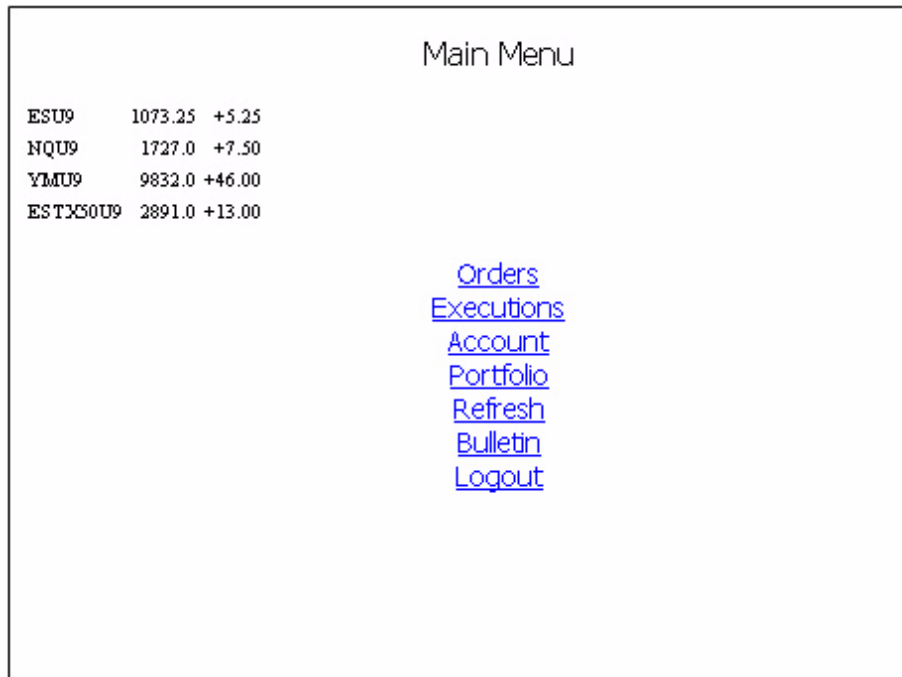 Main Menu
ESU9 1073.25 +5.25
NQU9 1727.0 +7.50
YMU9 9832.0 +46.00
ESTX50U9 2891.0 +13.00
Orders
Executions
Account
Portfolio
Refresh
Bulletin
Logout